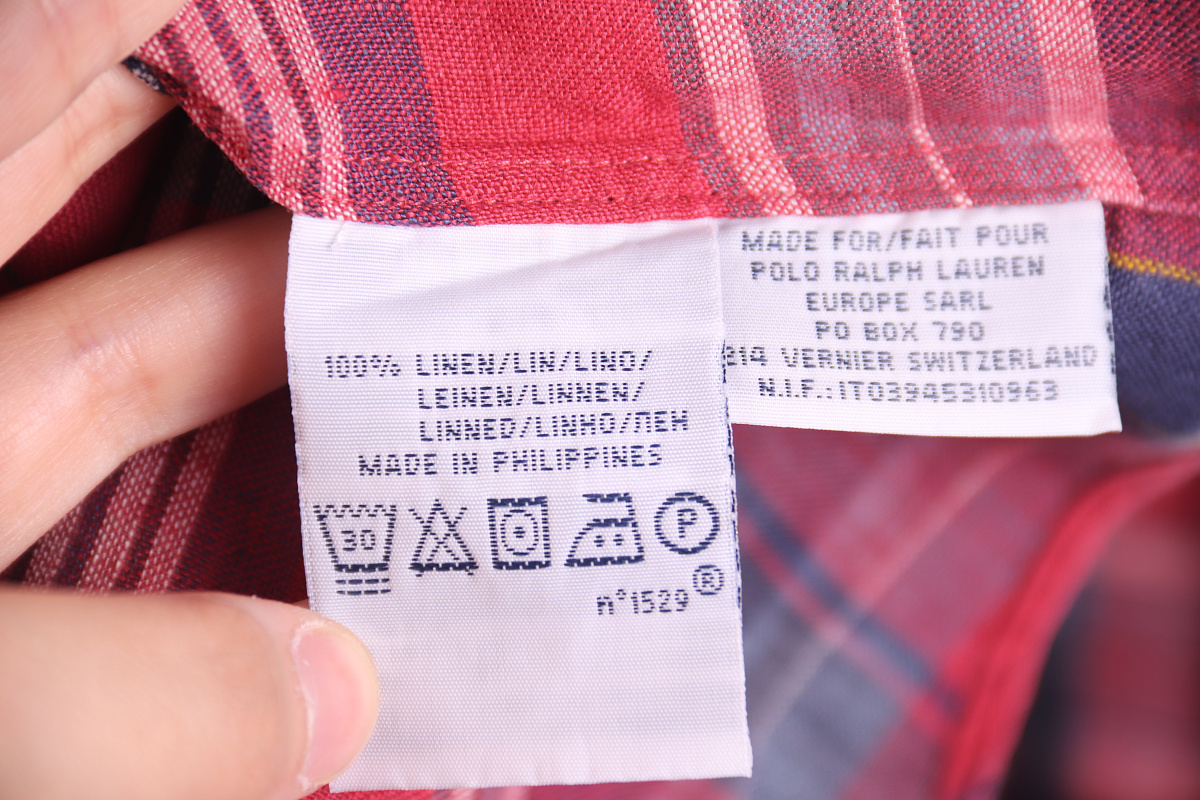 100% LINEN/LIN/LINO/
LEINEN/LINNEN/
LINNED/LINHO/ЛЕН
MADE IN PHILIPPINES
30
P
n°1529®
MADE FOR/FAIT POUR
POLO RALPH LAUREN
EUROPE SARL
PO BOX 790
214 VERNIER SWITZERLAND
N.I.F.:IT03945310963